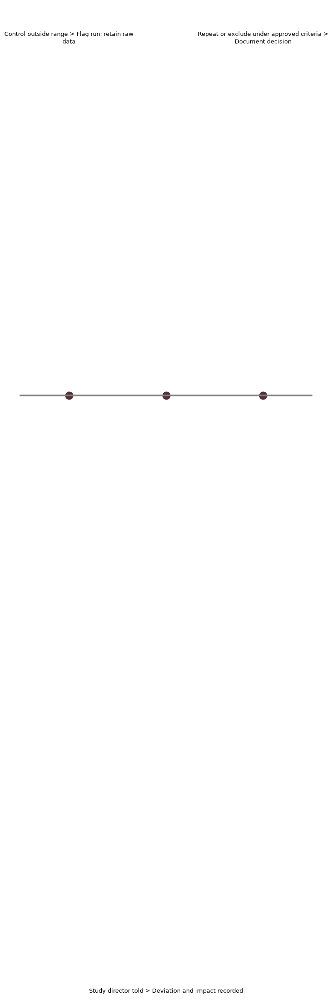 Control outside range > Flag run; retain raw
data
Repeat or exclude under approved criteria >
Document decision
Study director told > Deviation and impact recorded